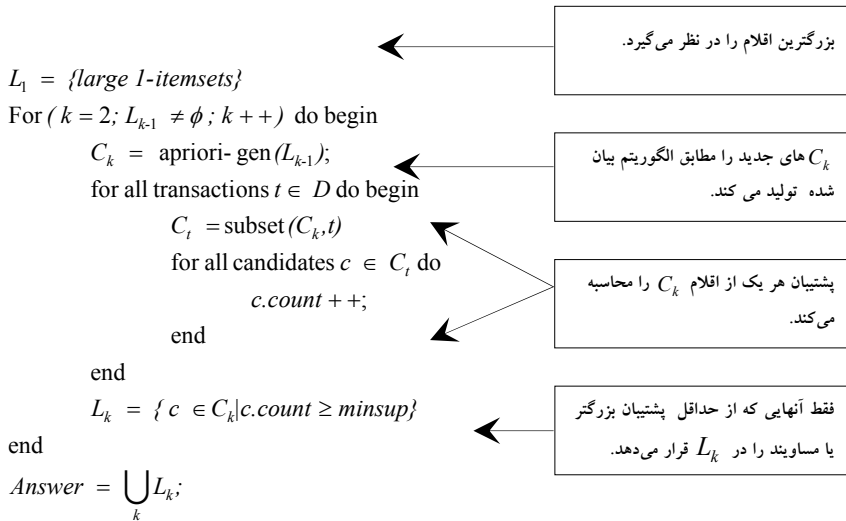 بزرگترین اقلام را در نظر می‌گیرد.
L₁ = {large 1-itemsets}
For ( k = 2; Lₖ₋₁ ≠ ϕ ; k + + ) do begin
Cₖ = apriori- gen (Lₖ₋₁);
for all transactions t ∈ D do begin
Cₜ = subset (Cₖ,t)
for all candidates c ∈ Cₜ do
c.count + +;
end
end
Lₖ = { c ∈ Cₖ|c.count ≥ minsup}
end
Answer = ⋃ₖ Lₖ;
Cₖ های جدید را مطابق الگوریتم بیان
شده تولید می کند.
پشتیبان هر یک از اقلام Cₖ را محاسبه
می‌کند.
فقط آنهایی که از حداقل پشتیبان بزرگتر
یا مساویند را در Lₖ قرار می‌دهد.